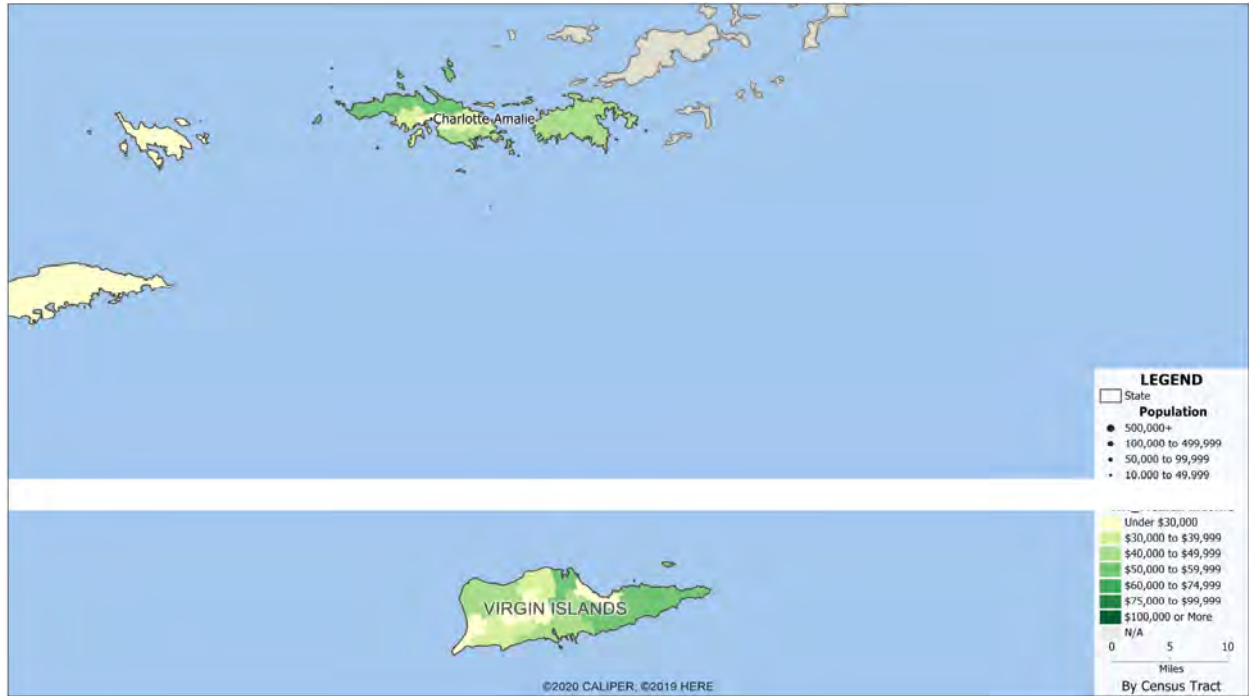 Charlotte Amalie
LEGEND
State
Population
500,000+
100,000 to 499,999
50,000 to 99,999
10,000 to 49,999
Under $30,000
$30,000 to $39,999
$40,000 to $49,999
$50,000 to $59,999
$60,000 to $74,999
$75,000 to $99,999
$100,000 or More
N/A
0 5 10
Miles
By Census Tract
VIRGIN ISLANDS
©2020 CALIPER; ©2019 HERE